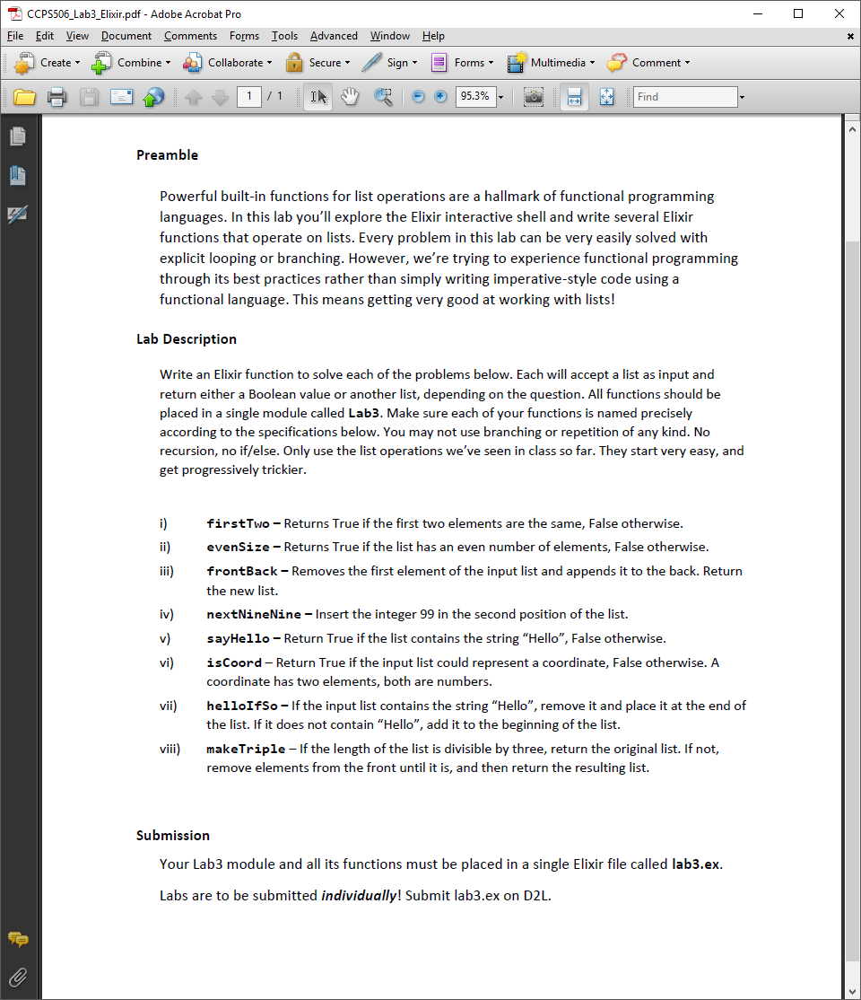 CCPS506_Lab3_Elixir.pdf - Adobe Acrobat Pro
File Edit View Document Comments Forms Tools Advanced Window Help
Create Combine Collaborate Secure Sign Forms Multimedia Comment
1 / 1 95.3% Find
Preamble
Powerful built-in functions for list operations are a hallmark of functional programming
languages. In this lab you’ll explore the Elixir interactive shell and write several Elixir
functions that operate on lists. Every problem in this lab can be very easily solved with
explicit looping or branching. However, we’re trying to experience functional programming
through its best practices rather than simply writing imperative-style code using a
functional language. This means getting very good at working with lists!
Lab Description
Write an Elixir function to solve each of the problems below. Each will accept a list as input and
return either a Boolean value or another list, depending on the question. All functions should be
placed in a single module called Lab3. Make sure each of your functions is named precisely
according to the specifications below. You may not use branching or repetition of any kind. No
recursion, no if/else. Only use the list operations we’ve seen in class so far. They start very easy, and
get progressively trickier.
i) firstTwo – Returns True if the first two elements are the same, False otherwise.
ii) evenSize – Returns True if the list has an even number of elements, False otherwise.
iii) frontBack – Removes the first element of the input list and appends it to the back. Return
the new list.
iv) nextNineNine – Insert the integer 99 in the second position of the list.
v) sayHello – Return True if the list contains the string “Hello”, False otherwise.
vi) isCoord – Return True if the input list could represent a coordinate, False otherwise. A
coordinate has two elements, both are numbers.
vii) helloIfSo – If the input list contains the string “Hello”, remove it and place it at the end of
the list. If it does not contain “Hello”, add it to the beginning of the list.
viii) makeTriple – If the length of the list is divisible by three, return the original list. If not,
remove elements from the front until it is, and then return the resulting list.
Submission
Your Lab3 module and all its functions must be placed in a single Elixir file called lab3.ex.
Labs are to be submitted individually! Submit lab3.ex on D2L.